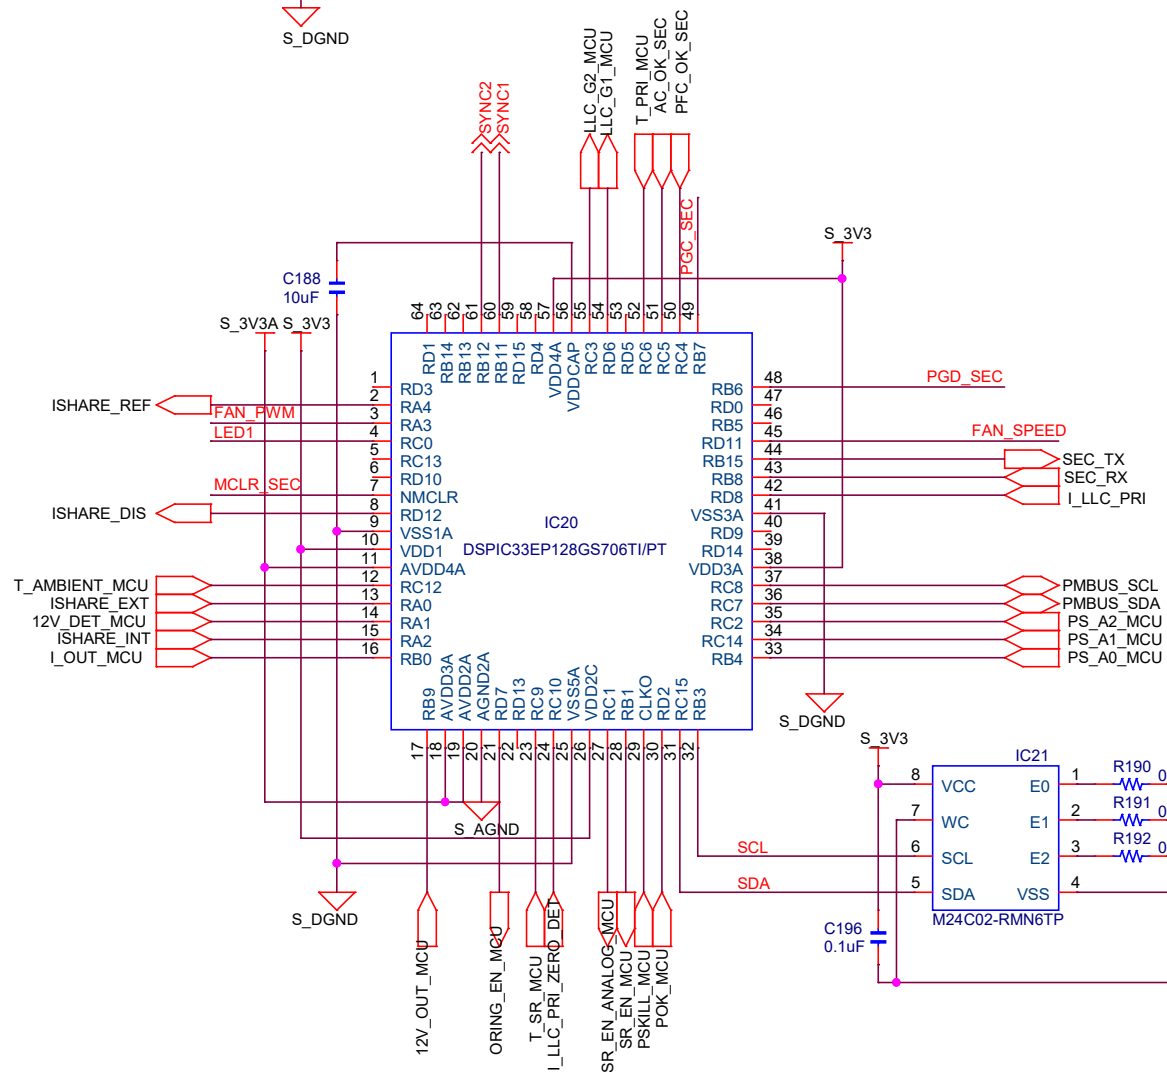 S_DGND
SYNC2
SYNC1
LLC_G2_MCU
LLC_G1_MCU
T_PRI_MCU
AC_OK_SEC
PFC_OK_SEC
PGC_SEC
S_3V3
C188
10uF
S_3V3A S_3V3
64 63 62 61 60 59 58 57 56 55 54 53 52 51 50 49
RD1 RB14 RB13 RB12 RB11 RD15 RD4 VDD4A VDDCAP RC3 RD6 RD5 RC6 RC5 RC4 RB7
1 RD3
ISHARE_REF 2 RA4
FAN_PWM 3 RA3
LED1 4 RC0
5 RC13
6 RD10
MCLR_SEC 7 NMCLR
ISHARE_DIS 8 RD12
9 VSS1A
10 VDD1
11 AVDD4A
T_AMBIENT_MCU 12 RC12
ISHARE_EXT 13 RA0
12V_DET_MCU 14 RA1
ISHARE_INT 15 RA2
I_OUT_MCU 16 RB0
IC20
DSPIC33EP128GS706TI/PT
RB6 48 PGD_SEC
RD0 47
RB5 46
RD11 45 FAN_SPEED
RB15 44 SEC_TX
RB8 43 SEC_RX
RD8 42 I_LLC_PRI
VSS3A 41
RD9 40
RD14 39
VDD3A 38
RC8 37 PMBUS_SCL
RC7 36 PMBUS_SDA
RC2 35 PS_A2_MCU
RC14 34 PS_A1_MCU
RB4 33 PS_A0_MCU
RB9 AVDD3A AVDD2A AGND2A RD7 RD13 RC9 RC10 VSS5A VDD2C RC1 RB1 CLKO RD2 RC15 RB3
17 18 19 20 21 22 23 24 25 26 27 28 29 30 31 32
S_DGND
S_AGND
S_DGND
12V_OUT_MCU
ORING_EN_MCU
T_SR_MCU
I_LLC_PRI_ZERO_DET
SR_EN_ANALOG_MCU
SR_EN_MCU
PSKILL_MCU
POK_MCU
S_3V3
IC21
8 VCC E0 1 R190 0
7 WC E1 2 R191 0
SCL 6 SCL E2 3 R192 0
SDA 5 SDA VSS 4
M24C02-RMN6TP
C196
0.1uF